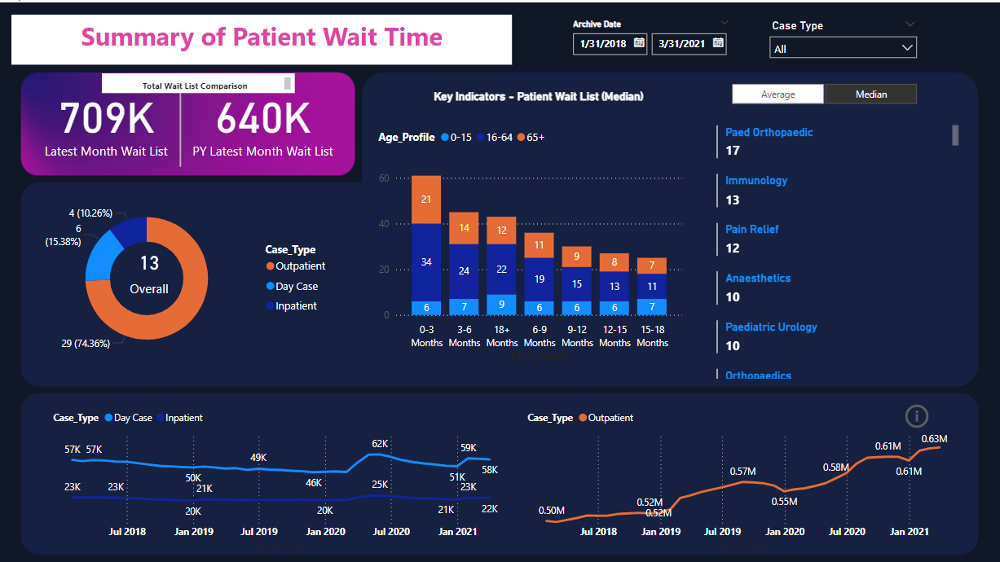 Summary of Patient Wait Time
Archive Date
1/31/2018
3/31/2021
Case Type
All
Total Wait List Comparison
709K
Latest Month Wait List
640K
PY Latest Month Wait List
4 (10.26%)
6
(15.38%)
13
Overall
29 (74.36%)
Case_Type
Outpatient
Day Case
Inpatient
Key Indicators - Patient Wait List (Median)
Average
Median
Age_Profile 0-15 16-64 65+
60
40
20
0
21 14 12 11 9 8 7
34 24 22 19 15 13 11
6 7 9 6 6 6 7
0-3 3-6 18+ 6-9 9-12 12-15 15-18
Months Months Months Months Months Months Months
Paed Orthopaedic
17
Immunology
13
Pain Relief
12
Anaesthetics
10
Paediatric Urology
10
Orthopaedics
Case_Type Day Case Inpatient
57K 57K 50K 49K 46K 62K 51K 59K 58K
23K 23K 20K 21K 20K 25K 21K 23K 22K
Jul 2018 Jan 2019 Jul 2019 Jan 2020 Jul 2020 Jan 2021
Case_Type Outpatient
0.50M 0.52M 0.52M 0.57M 0.55M 0.58M 0.61M 0.61M 0.63M
Jul 2018 Jan 2019 Jul 2019 Jan 2020 Jul 2020 Jan 2021